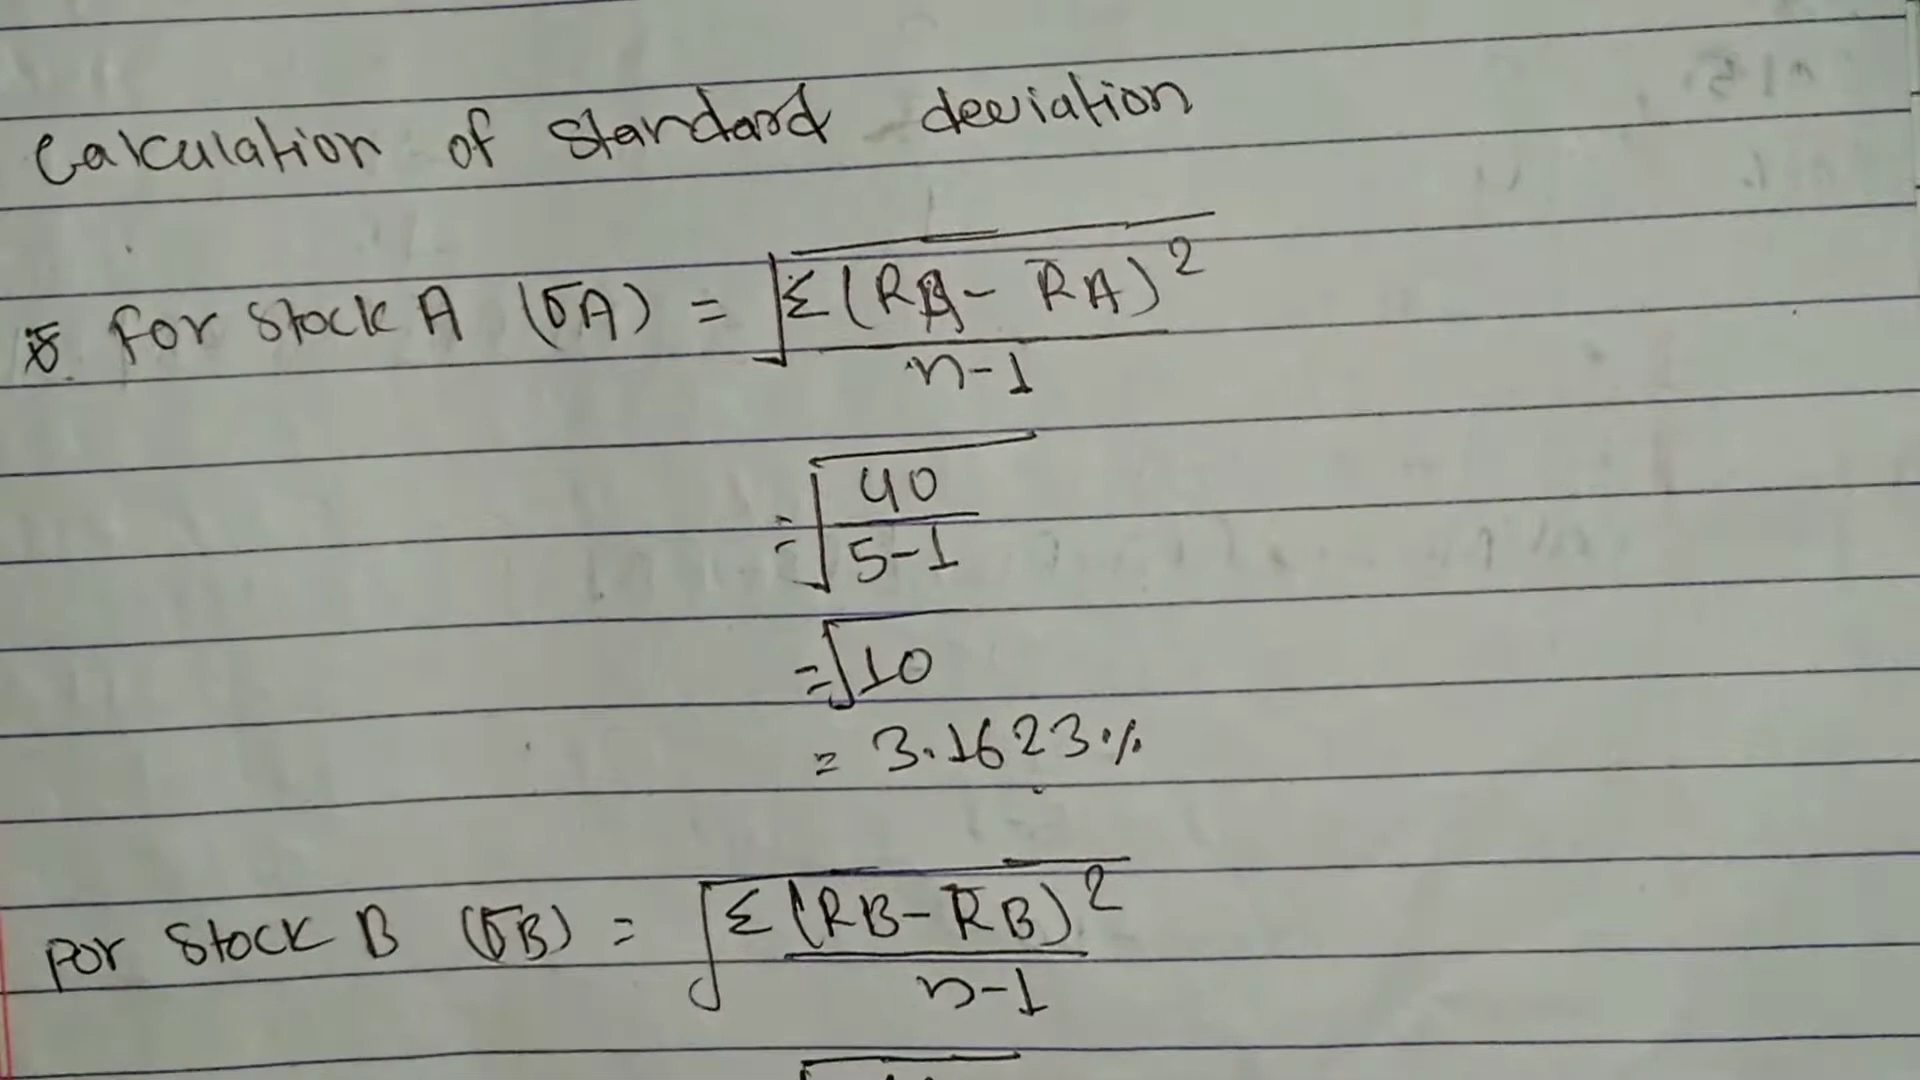 Calculation of standard deviation
For Stock A (σA) = √Σ(RA - R̄A)²
n-1
= √40
5-1
= √10
= 3.1623%
For Stock B (σB) = √Σ(RB - R̄B)²
n-1